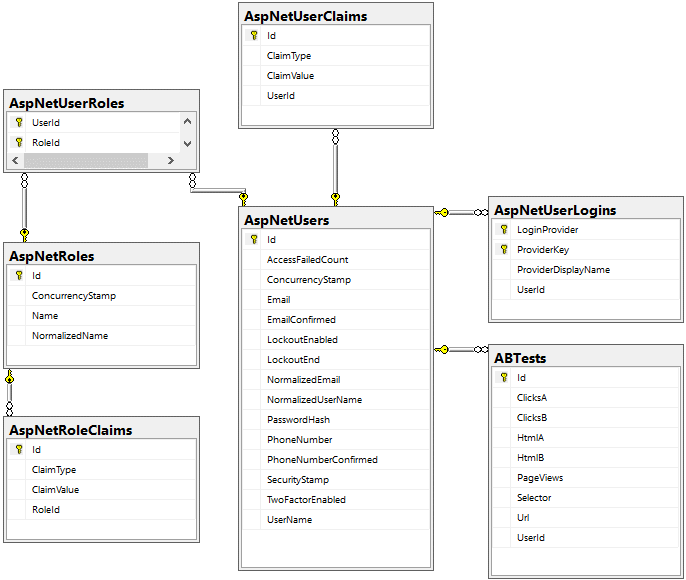 AspNetUserClaims
Id
ClaimType
ClaimValue
UserId
AspNetUserRoles
UserId
RoleId
AspNetUsers
Id
AccessFailedCount
ConcurrencyStamp
Email
EmailConfirmed
LockoutEnabled
LockoutEnd
NormalizedEmail
NormalizedUserName
PasswordHash
PhoneNumber
PhoneNumberConfirmed
SecurityStamp
TwoFactorEnabled
UserName
AspNetUserLogins
LoginProvider
ProviderKey
ProviderDisplayName
UserId
AspNetRoles
Id
ConcurrencyStamp
Name
NormalizedName
ABTests
Id
ClicksA
ClicksB
HtmlA
HtmlB
PageViews
Selector
Url
UserId
AspNetRoleClaims
Id
ClaimType
ClaimValue
RoleId